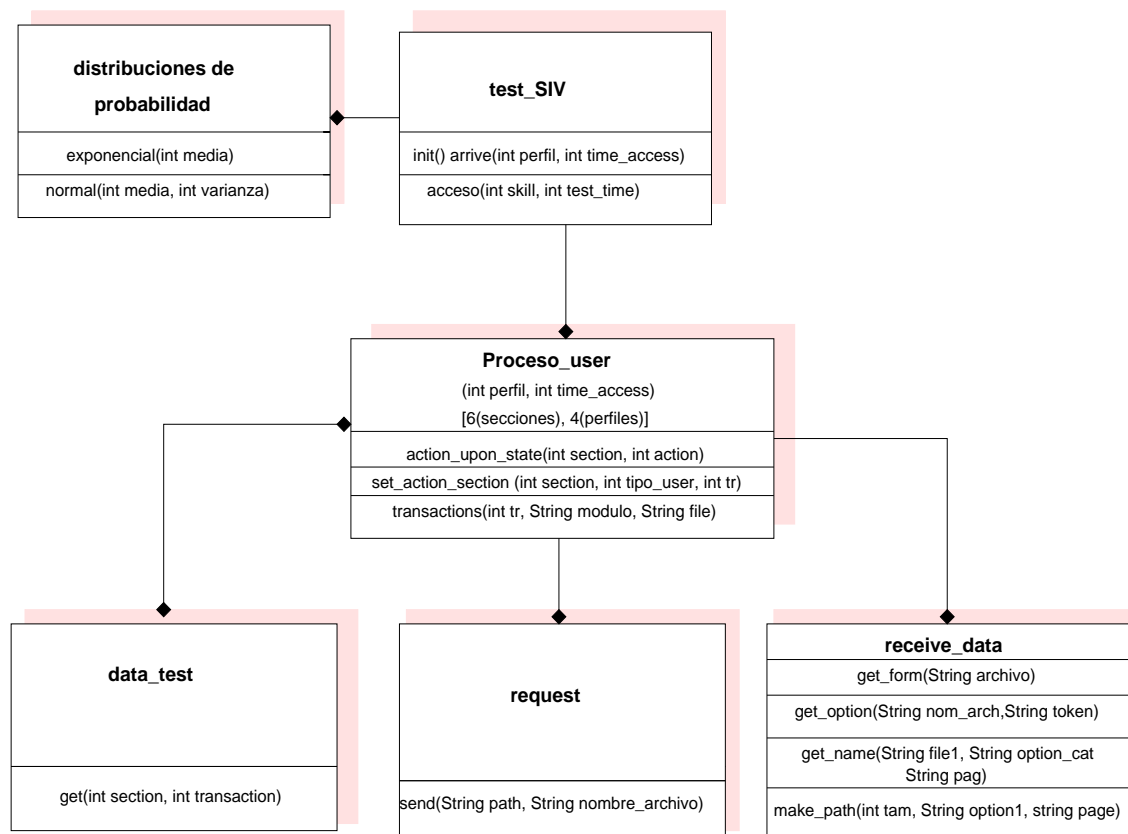 distribuciones de
probabilidad
exponencial(int media)
normal(int media, int varianza)
test_SIV
init() arrive(int perfil, int time_access)
acceso(int skill, int test_time)
Proceso_user
(int perfil, int time_access)
[6(secciones), 4(perfiles)]
action_upon_state(int section, int action)
set_action_section (int section, int tipo_user, int tr)
transactions(int tr, String modulo, String file)
data_test
get(int section, int transaction)
request
send(String path, String nombre_archivo)
receive_data
get_form(String archivo)
get_option(String nom_arch,String token)
get_name(String file1, String option_cat
String pag)
make_path(int tam, String option1, string page)